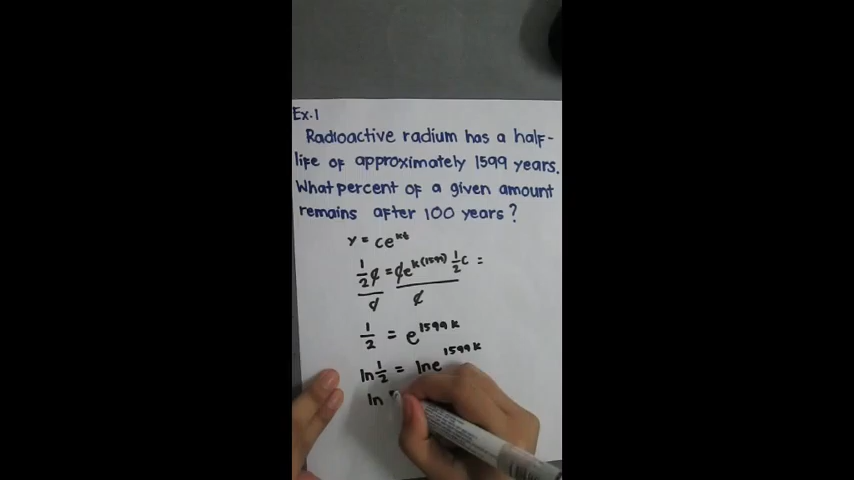 Ex.1
Radioactive radium has a half-
life of approximately 1599 years.
What percent of a given amount
remains after 100 years?
y = ce^kt
1/2 c = ce^k(1599) 1/2 c =
c c
1/2 = e^1599k
ln 1/2 = ln e^1599k
ln